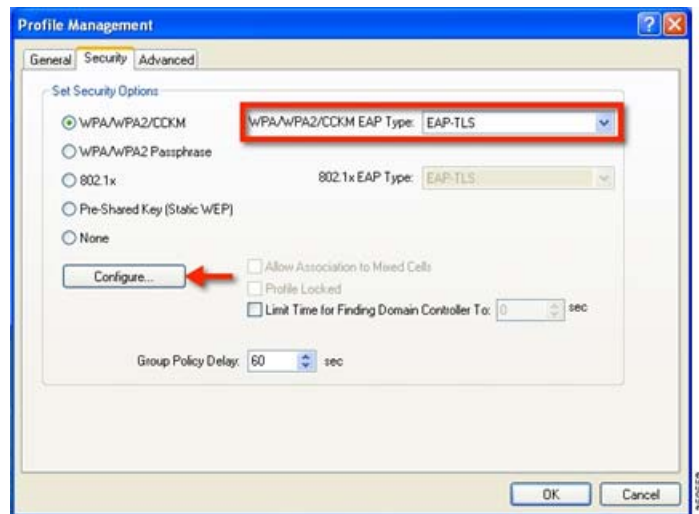 Profile Management
General Security Advanced
Set Security Options
WPA/WPA2/CCKM
WPA/WPA2/CCKM EAP Type: EAP-TLS
WPA/WPA2 Passphrase
802.1x
802.1x EAP Type: EAP-TLS
Pre-Shared Key (Static WEP)
None
Configure...
Allow Association to Mixed Cells
Profile Locked
Limit Time for Finding Domain Controller To: 0 sec
Group Policy Delay: 60 sec
OK Cancel